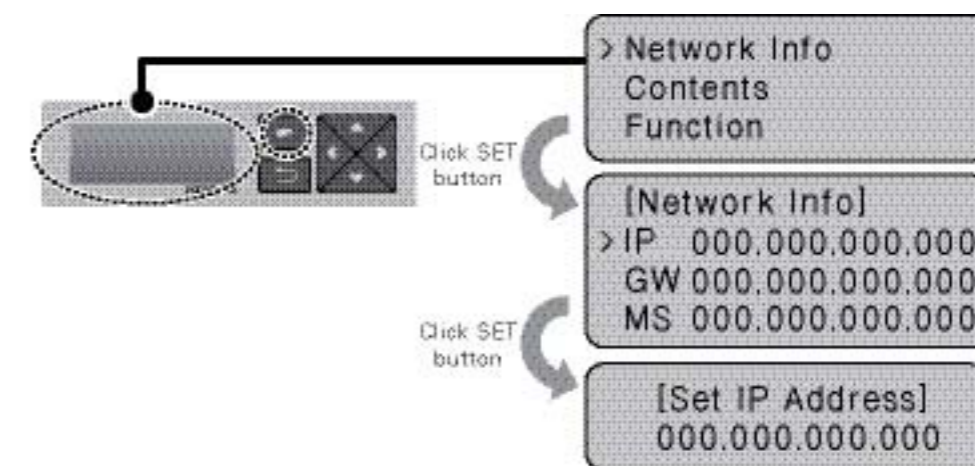 > Network Info
Contents
Function
Click SET
button
[Network Info]
> IP 000.000.000.000
GW 000.000.000.000
MS 000.000.000.000
Click SET
button
[Set IP Address]
000.000.000.000